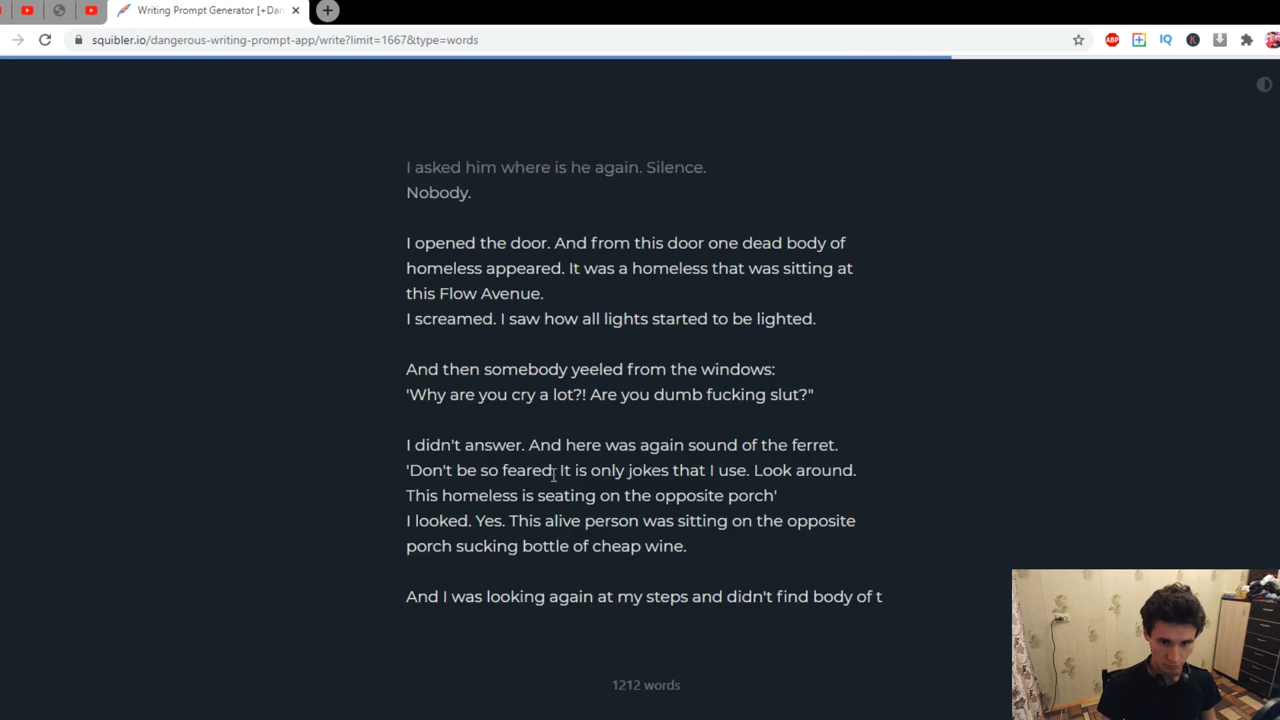 Writing Prompt Generator [+Dan
squibler.io/dangerous-writing-prompt-app/write?limit=1667&type=words
ABP
IQ
K
I asked him where is he again. Silence.
Nobody.
I opened the door. And from this door one dead body of
homeless appeared. It was a homeless that was sitting at
this Flow Avenue.
I screamed. I saw how all lights started to be lighted.
And then somebody yeeled from the windows:
'Why are you cry a lot?! Are you dumb fucking slut?"
I didn't answer. And here was again sound of the ferret.
'Don't be so feared. It is only jokes that I use. Look around.
This homeless is seating on the opposite porch'
I looked. Yes. This alive person was sitting on the opposite
porch sucking bottle of cheap wine.
And I was looking again at my steps and didn't find body of t
1212 words